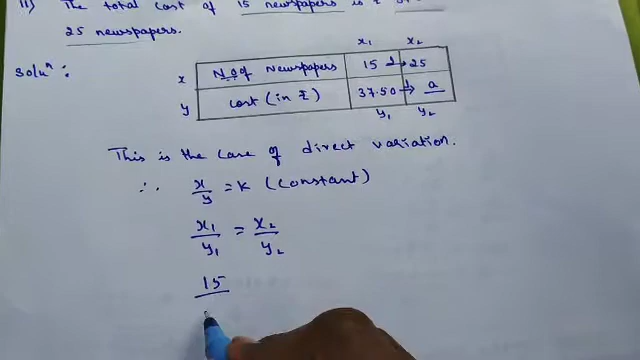 11) The total cost of 15 newspapers is ₹
25 newspapers.
Soluⁿ :
x₁ x₂
x No of Newspapers 15 25
y Cost (in ₹) 37.50 a
y₁ y₂
This is the case of direct variation.
∴ x/y = K (Constant)
x₁/y₁ = x₂/y₂
15